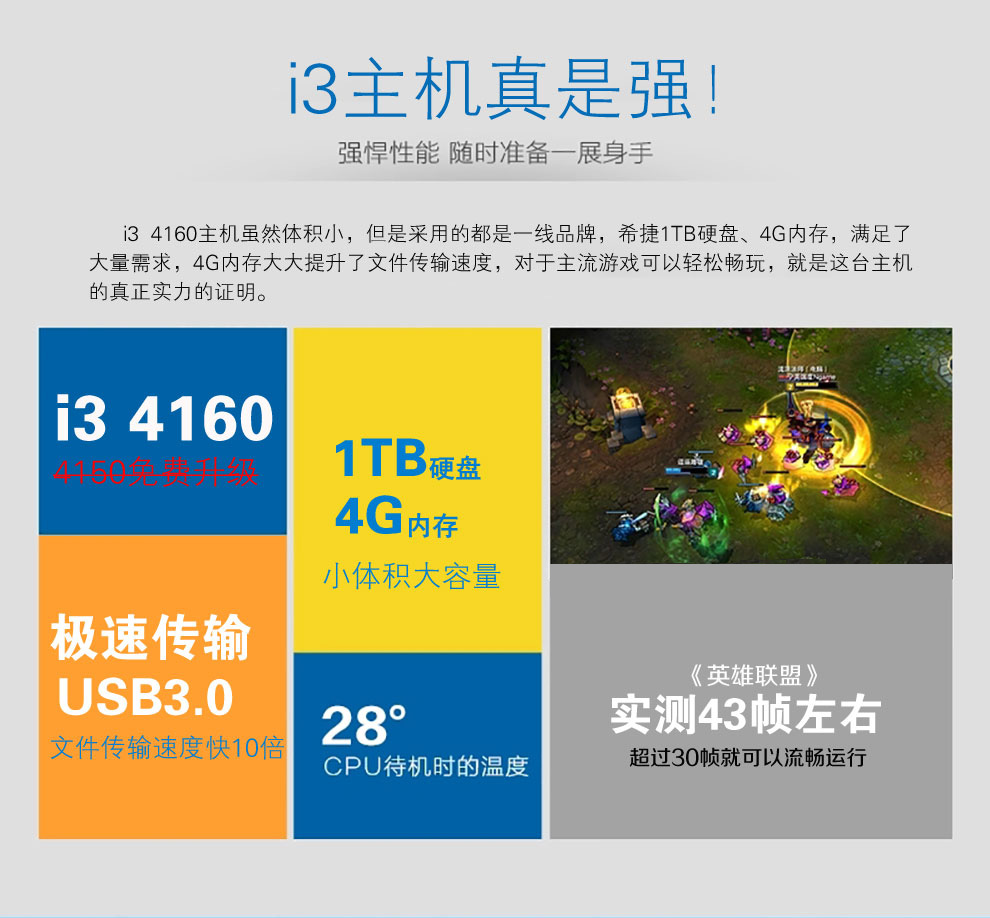 i3主机真是强!
强悍性能 随时准备一展身手
i3 4160主机虽然体积小，但是采用的都是一线品牌，希捷1TB硬盘、4G内存，满足了
大量需求，4G内存大大提升了文件传输速度，对于主流游戏可以轻松畅玩，就是这台主机
的真正实力的证明。
i3 4160
4150免费升级
极速传输
USB3.0
文件传输速度快10倍
1TB硬盘
4G内存
小体积大容量
28°
CPU待机时的温度
《英雄联盟》
实测43帧左右
超过30帧就可以流畅运行